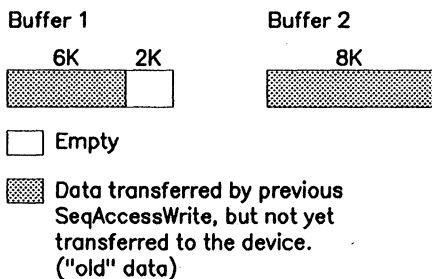 Buffer 1
Buffer 2
6K 2K
8K
Empty
Data transferred by previous
SeqAccessWrite, but not yet
transferred to the device.
("old" data)